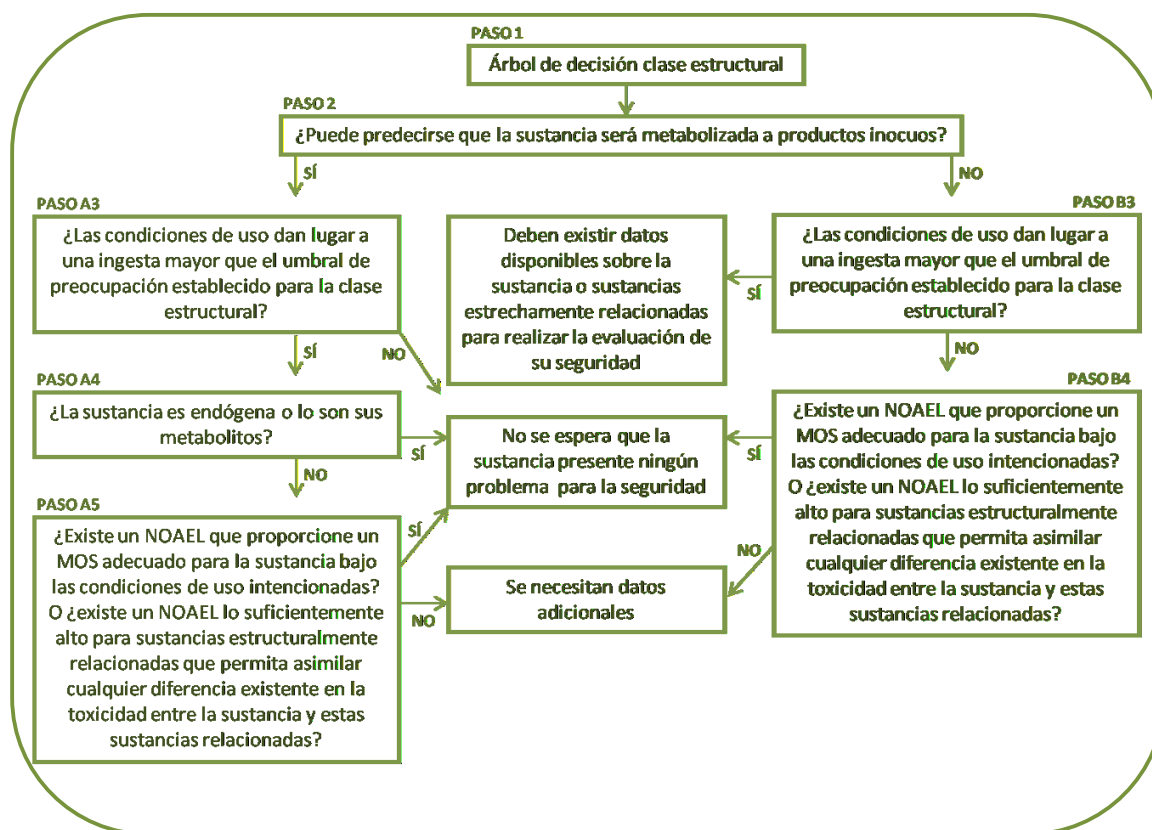 PASO 1
Árbol de decisión clase estructural
PASO 2
¿Puede predecirse que la sustancia será metabolizada a productos inocuos?
SÍ
NO
PASO A3
¿Las condiciones de uso dan lugar a
una ingesta mayor que el umbral de
preocupación establecido para la clase
estructural?
Deben existir datos
disponibles sobre la
sustancia o sustancias
estrechamente relacionadas
para realizar la evaluación de
su seguridad
PASO B3
¿Las condiciones de uso dan lugar a
una ingesta mayor que el umbral de
preocupación establecido para la clase
estructural?
SÍ
SÍ
NO
NO
PASO A4
¿La sustancia es endógena o lo son sus
metabolitos?
SÍ
NO
No se espera que la
sustancia presente ningún
problema para la seguridad
SÍ
PASO B4
¿Existe un NOAEL que proporcione un
MOS adecuado para la sustancia bajo
las condiciones de uso intencionadas?
O ¿existe un NOAEL lo suficientemente
alto para sustancias estructuralmente
relacionadas que permita asimilar
cualquier diferencia existente en la
toxicidad entre la sustancia y estas
sustancias relacionadas?
PASO A5
¿Existe un NOAEL que proporcione un
MOS adecuado para la sustancia bajo
las condiciones de uso intencionadas?
O ¿existe un NOAEL lo suficientemente
alto para sustancias estructuralmente
relacionadas que permita asimilar
cualquier diferencia existente en la
toxicidad entre la sustancia y estas
sustancias relacionadas?
SÍ
NO
NO
Se necesitan datos
adicionales